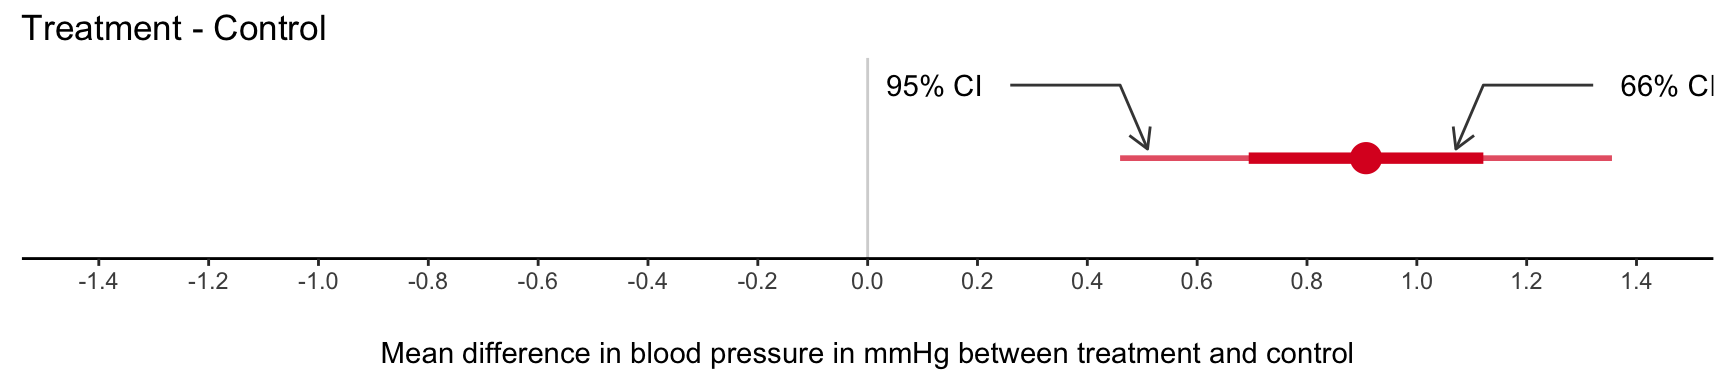 Treatment - Control
95% CI
66% CI
-1.4 -1.2 -1.0 -0.8 -0.6 -0.4 -0.2 0.0 0.2 0.4 0.6 0.8 1.0 1.2 1.4
Mean difference in blood pressure in mmHg between treatment and control